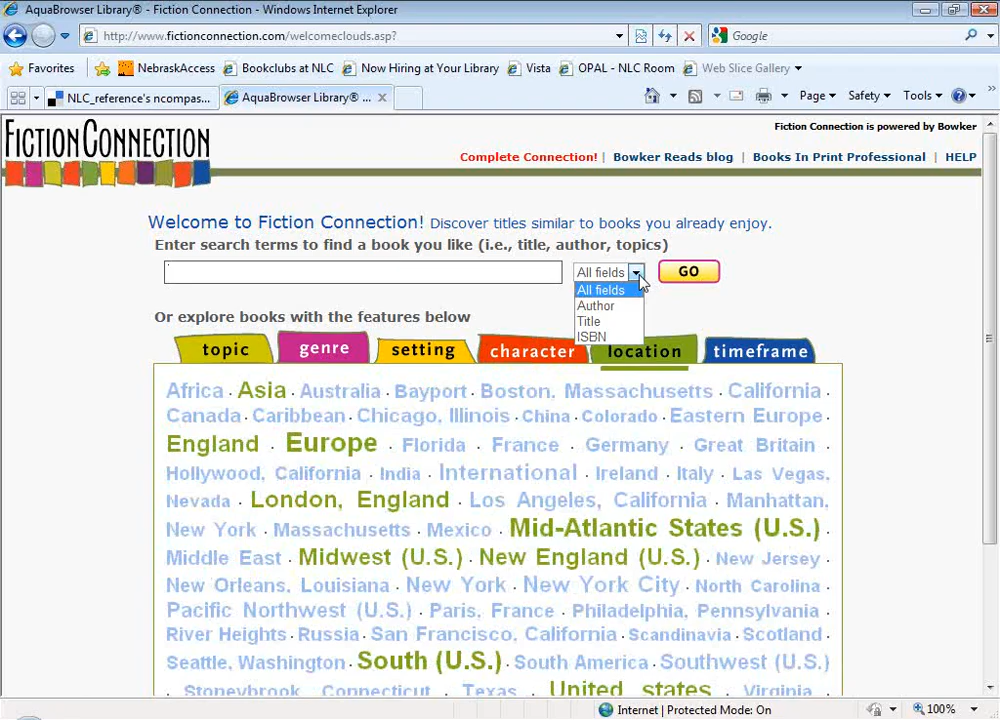 AquaBrowser Library® - Fiction Connection - Windows Internet Explorer
http://www.fictionconnection.com/welcomeclouds.asp?
Google
Favorites NebraskAccess Bookclubs at NLC Now Hiring at Your Library Vista OPAL - NLC Room Web Slice Gallery
NLC_reference's ncompas... AquaBrowser Library® ... Page Safety Tools
FICTIONCONNECTION
Fiction Connection is powered by Bowker
Complete Connection! | Bowker Reads blog | Books In Print Professional | HELP
Welcome to Fiction Connection! Discover titles similar to books you already enjoy.
Enter search terms to find a book you like (i.e., title, author, topics)
All fields GO
All fields
Author
Title
ISBN
Or explore books with the features below
topic genre setting character location timeframe
Africa · Asia · Australia · Bayport · Boston, Massachusetts · California ·
Canada · Caribbean · Chicago, Illinois · China · Colorado · Eastern Europe ·
England · Europe · Florida · France · Germany · Great Britain ·
Hollywood, California · India · International · Ireland · Italy · Las Vegas,
Nevada · London, England · Los Angeles, California · Manhattan,
New York · Massachusetts · Mexico · Mid-Atlantic States (U.S.) ·
Middle East · Midwest (U.S.) · New England (U.S.) · New Jersey ·
New Orleans, Louisiana · New York · New York City · North Carolina ·
Pacific Northwest (U.S.) · Paris, France · Philadelphia, Pennsylvania ·
River Heights · Russia · San Francisco, California · Scandinavia · Scotland ·
Seattle, Washington · South (U.S.) · South America · Southwest (U.S.)
· Stoneybrook, Connecticut · Texas · United states · Virginia ·
Internet | Protected Mode: On 100%